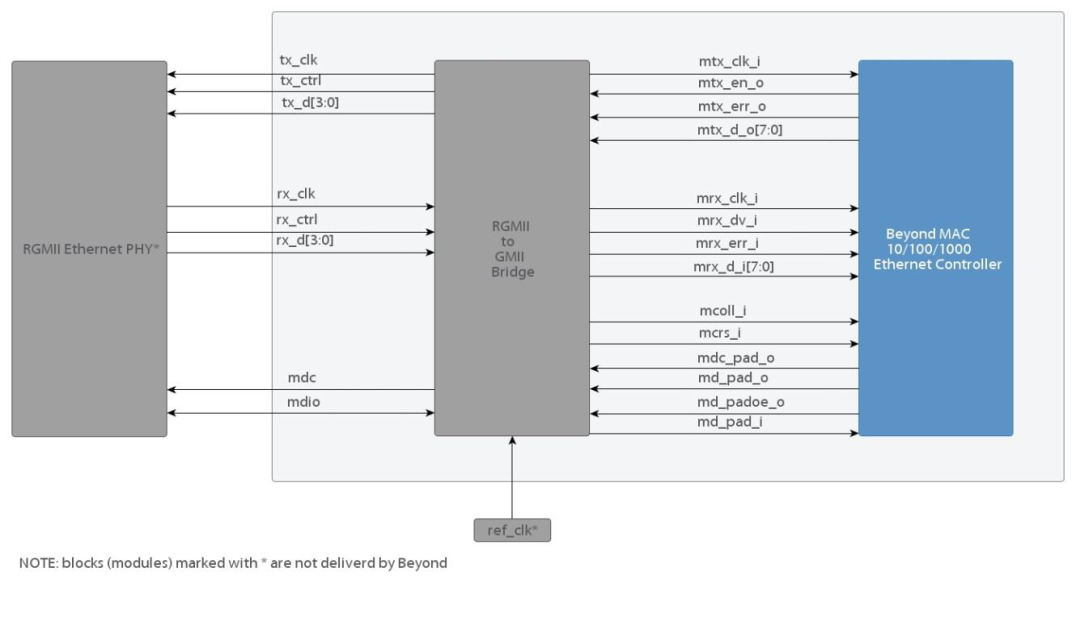 tx_clk
tx_ctrl
tx_d[3:0]
rx_clk
rx_ctrl
rx_d[3:0]
mdc
mdio
RGMII Ethernet PHY*
RGMII
to
GMII
Bridge
mtx_clk_i
mtx_en_o
mtx_err_o
mtx_d_o[7:0]
mrx_clk_i
mrx_dv_i
mrx_err_i
mrx_d_i[7:0]
mcoll_i
mcrs_i
mdc_pad_o
md_pad_o
md_padoe_o
md_pad_i
Beyond MAC
10/100/1000
Ethernet Controller
ref_clk*
NOTE: blocks (modules) marked with * are not deliverd by Beyond